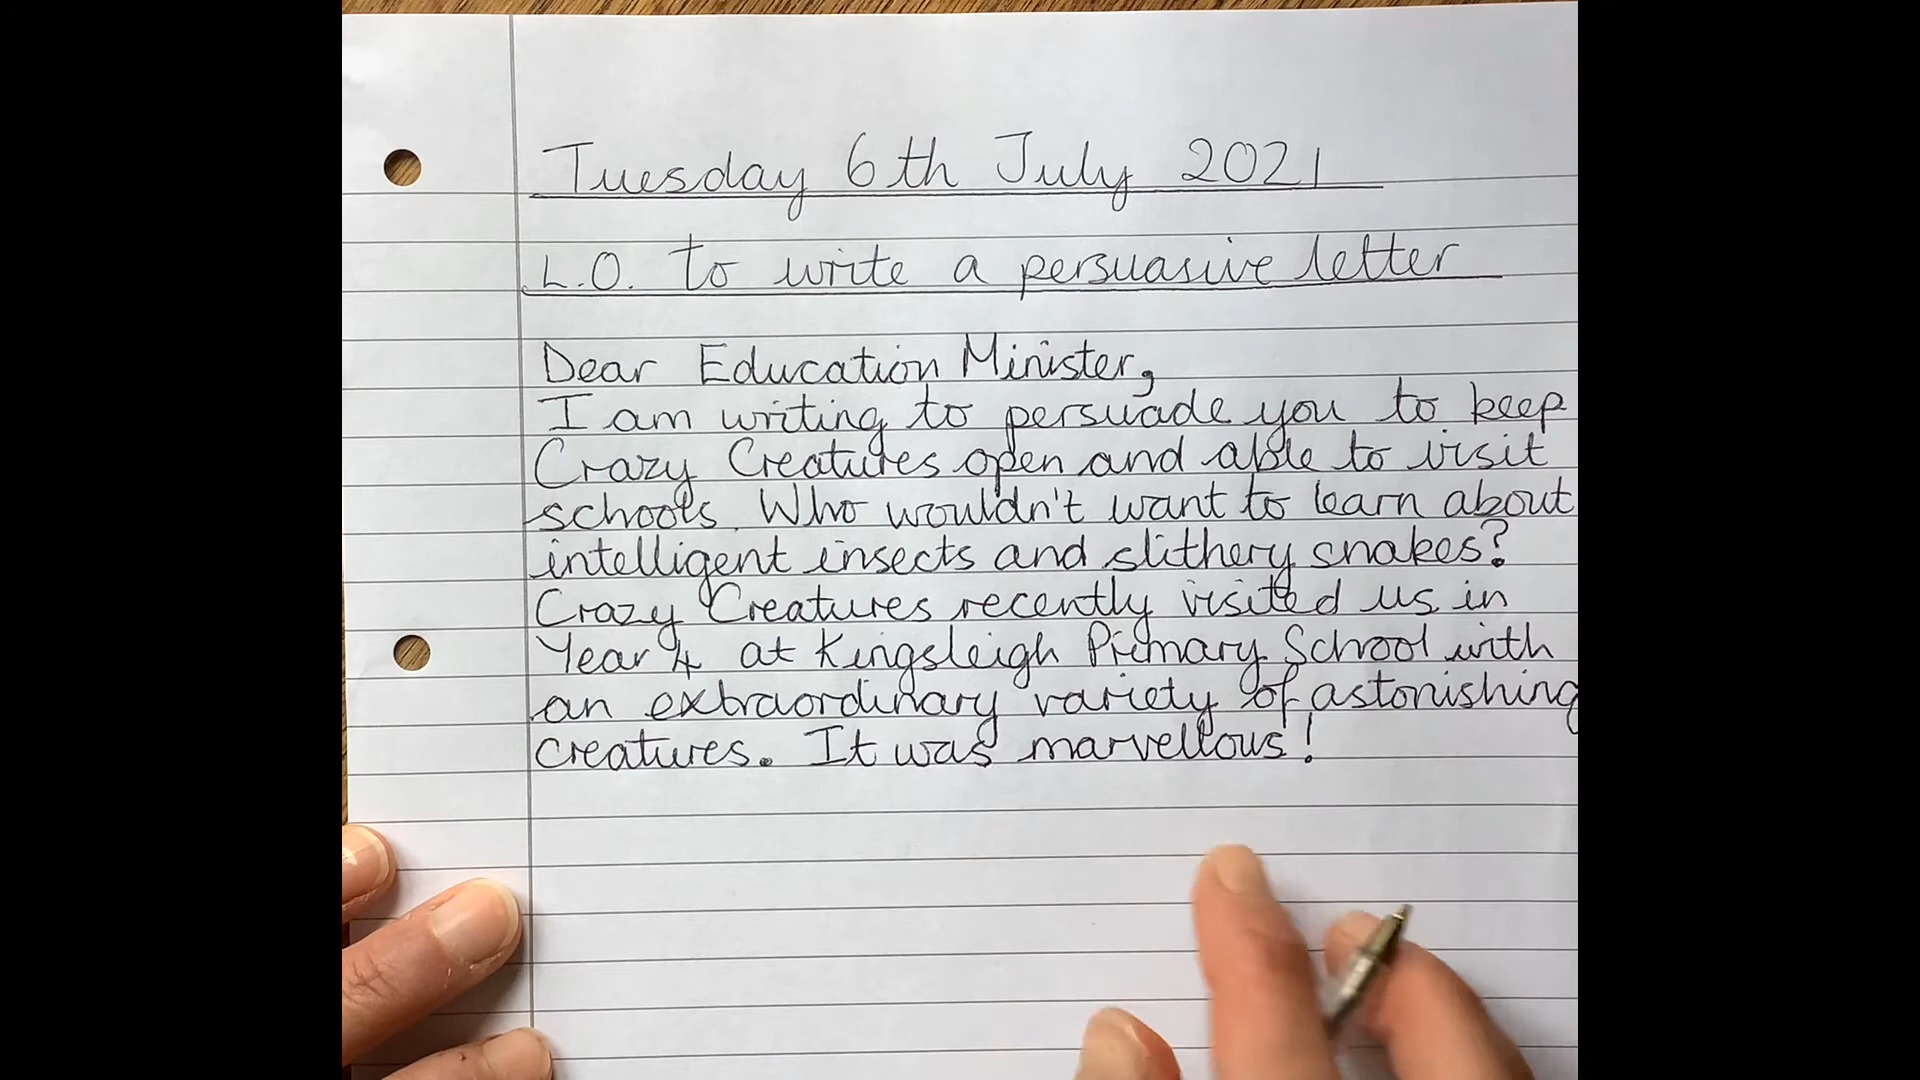 Tuesday 6th July 2021
L.O. to write a persuasive letter
Dear Education Minister,
I am writing to persuade you to keep
Crazy Creatures open and able to visit
schools. Who wouldn't want to learn about
intelligent insects and slithery snakes?
Crazy Creatures recently visited us in
Year 4 at Kingsleigh Primary School with
an extraordinary variety of astonishing
creatures. It was marvellous!